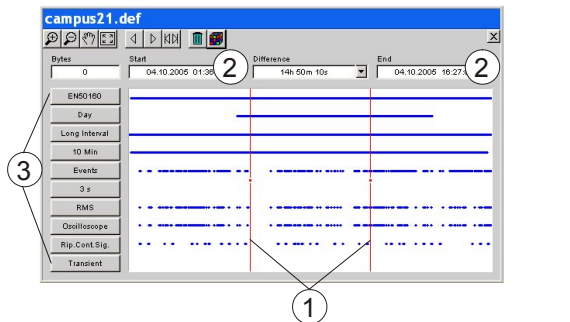 campus21.def
Bytes Start Difference End
0 04.10.2005 01:36 2 14h 50m 10s 04.10.2005 16:27: 2
EN50160
Day
Long Interval
10 Min
Events
3 s
RMS
Oscilloscope
Rip.Cont.Sig.
Transient
3
1